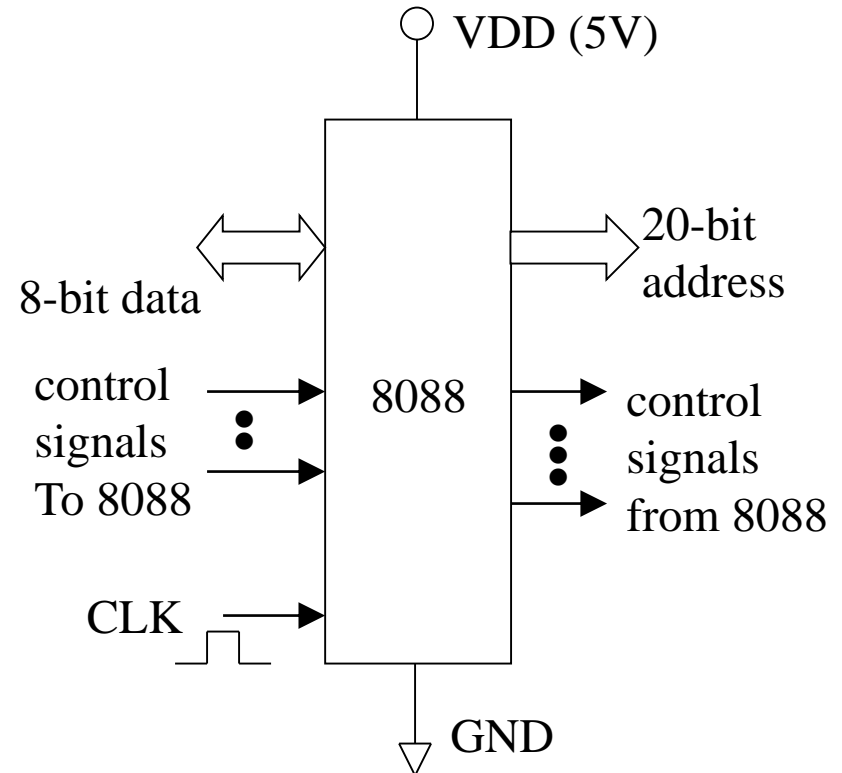 VDD (5V)
20-bit
address
8-bit data
control
signals
To 8088
8088
control
signals
from 8088
CLK
GND